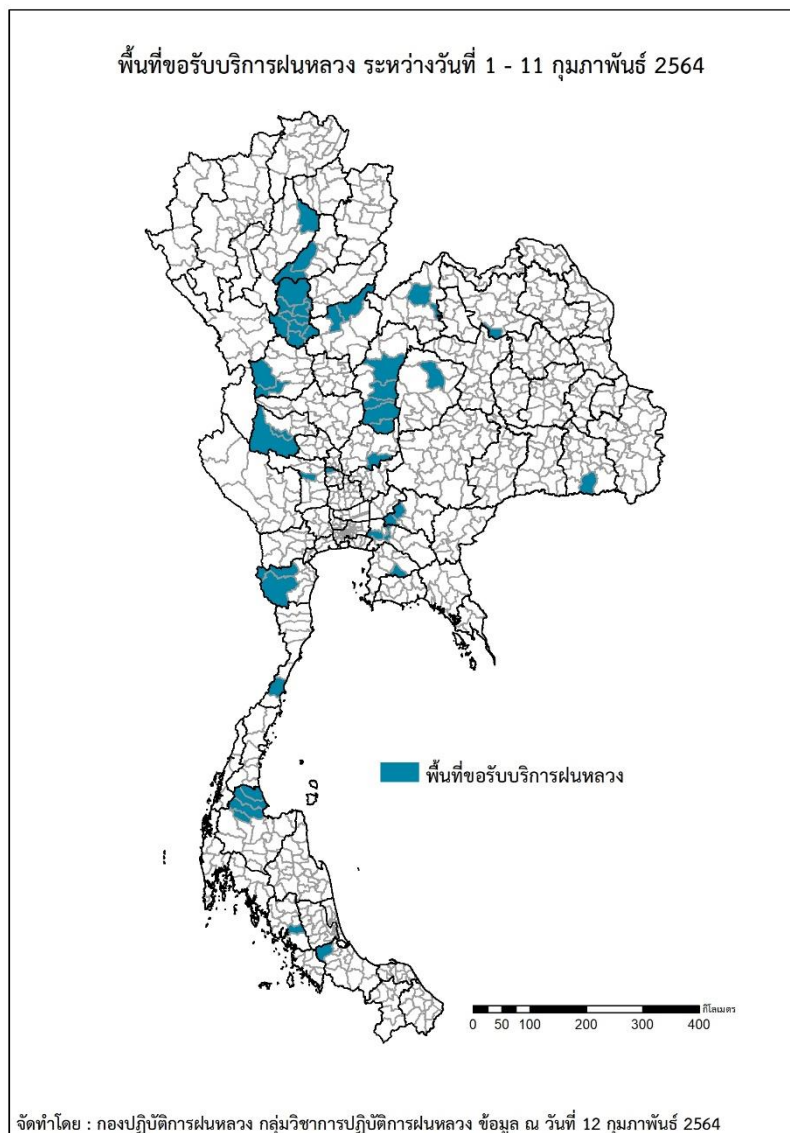 พื้นที่ขอรับบริการฝนหลวง ระหว่างวันที่ 1 - 11 กุมภาพันธ์ 2564
พื้นที่ขอรับบริการฝนหลวง
กิโลเมตร
0 50 100 200 300 400
จัดทำโดย : กองปฏิบัติการฝนหลวง กลุ่มวิชาการปฏิบัติการฝนหลวง ข้อมูล ณ วันที่ 12 กุมภาพันธ์ 2564